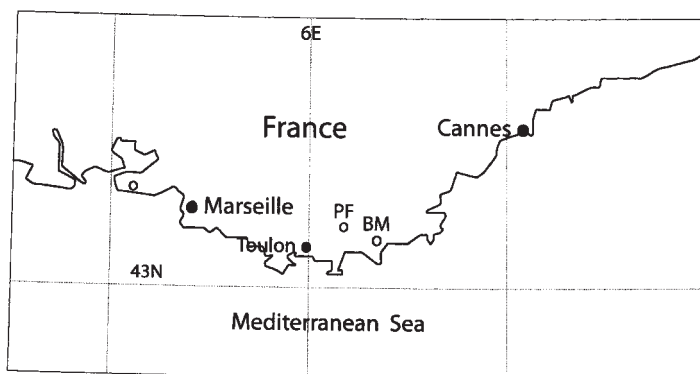 6E
France
Cannes
Marseille
PF
BM
Toulon
43N
Mediterranean Sea